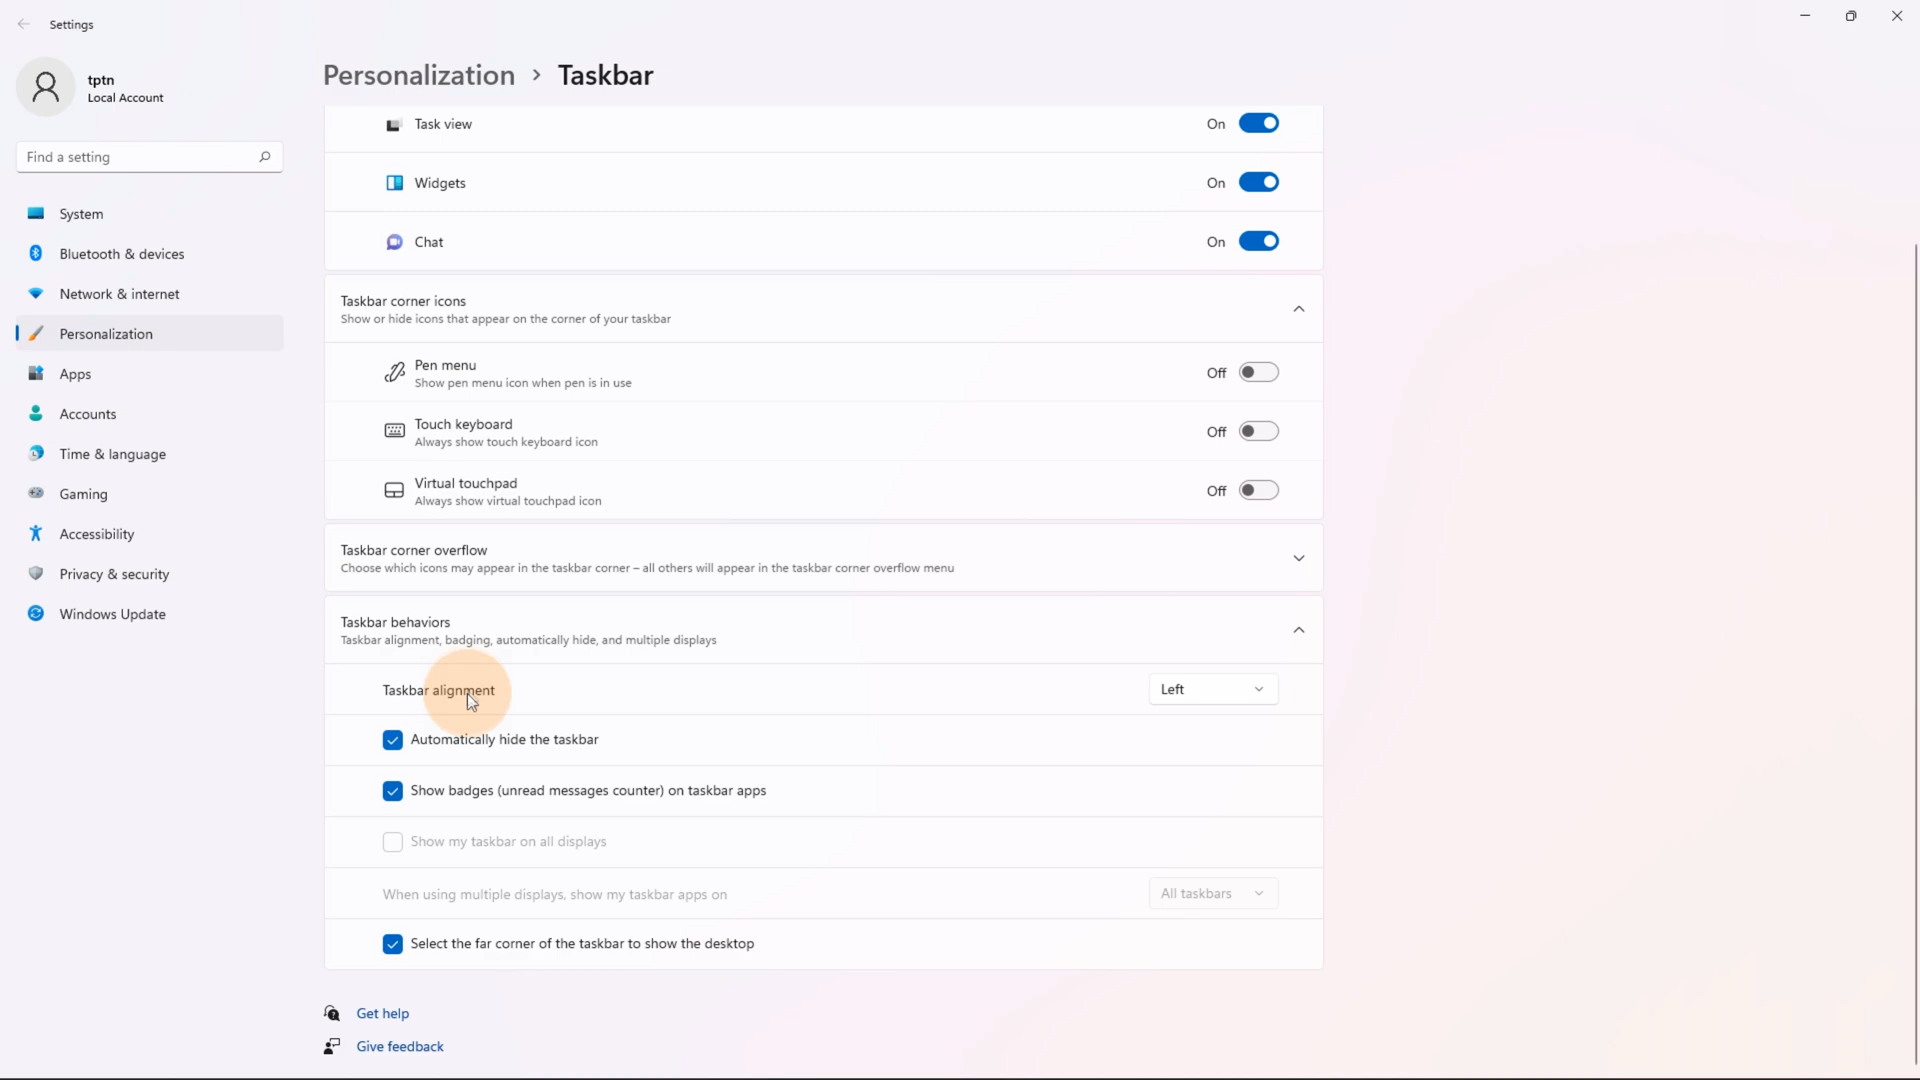 Settings
tptn
Local Account
Find a setting
System
Bluetooth & devices
Network & internet
Personalization
Apps
Accounts
Time & language
Gaming
Accessibility
Privacy & security
Windows Update
Personalization > Taskbar
Task view On
Widgets On
Chat On
Taskbar corner icons
Show or hide icons that appear on the corner of your taskbar
Pen menu
Show pen menu icon when pen is in use
Off
Touch keyboard
Always show touch keyboard icon
Off
Virtual touchpad
Always show virtual touchpad icon
Off
Taskbar corner overflow
Choose which icons may appear in the taskbar corner – all others will appear in the taskbar corner overflow menu
Taskbar behaviors
Taskbar alignment, badging, automatically hide, and multiple displays
Taskbar alignment Left
Automatically hide the taskbar
Show badges (unread messages counter) on taskbar apps
Show my taskbar on all displays
When using multiple displays, show my taskbar apps on All taskbars
Select the far corner of the taskbar to show the desktop
Get help
Give feedback